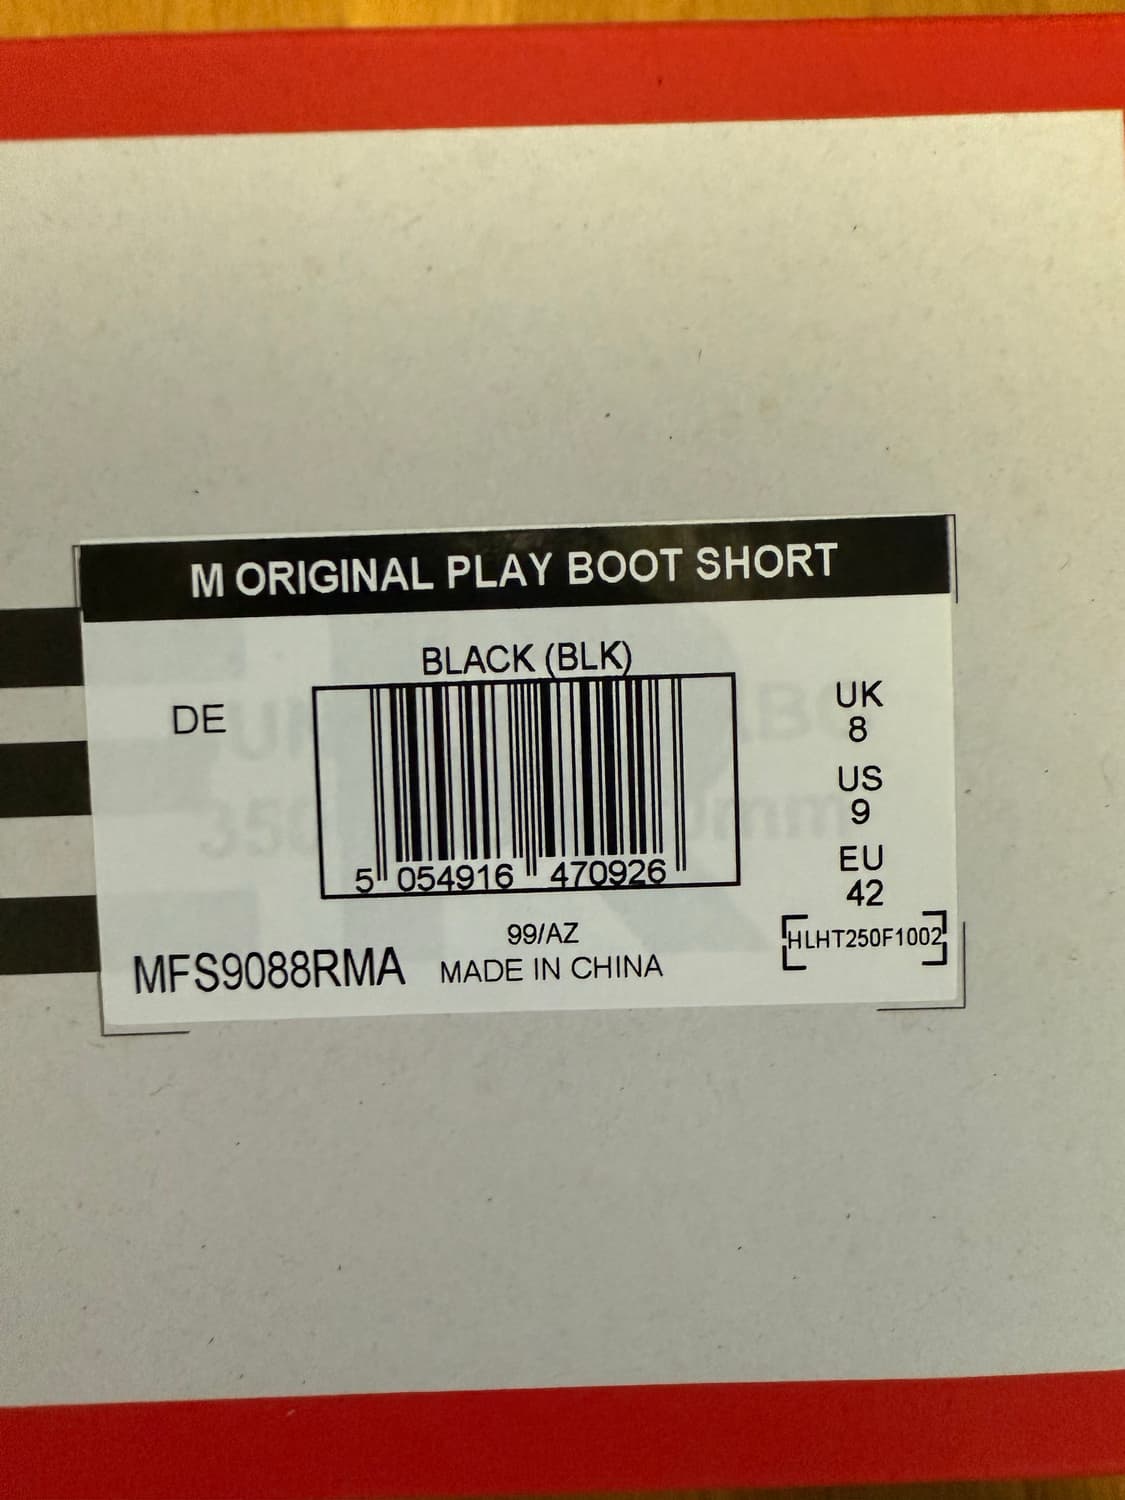 M ORIGINAL PLAY BOOT SHORT
BLACK (BLK)
DE
5 054916 470926
UK
8
US
9
EU
42
HLHT250F1002
99/AZ
MFS9088RMA
MADE IN CHINA